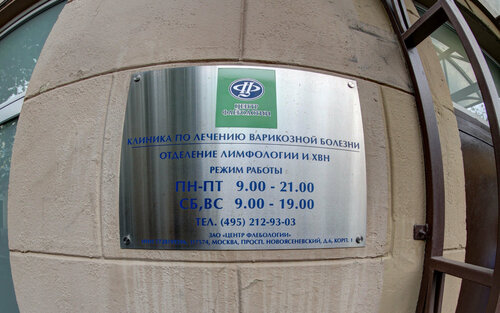 ЦЕНТР
ФЛЕБОЛОГИИ
КЛИНИКА ПО ЛЕЧЕНИЮ ВАРИКОЗНОЙ БОЛЕЗНИ
ОТДЕЛЕНИЕ ЛИМФОЛОГИИ И ХВН
РЕЖИМ РАБОТЫ
ПН-ПТ 9.00 - 21.00
СБ,ВС 9.00 - 19.00
ТЕЛ. (495) 212-93-03
ЗАО «ЦЕНТР ФЛЕБОЛОГИИ»
МОСКВА, ПРОСП. НОВОЯСЕНЕВСКИЙ, Д.6, КОРП. 1